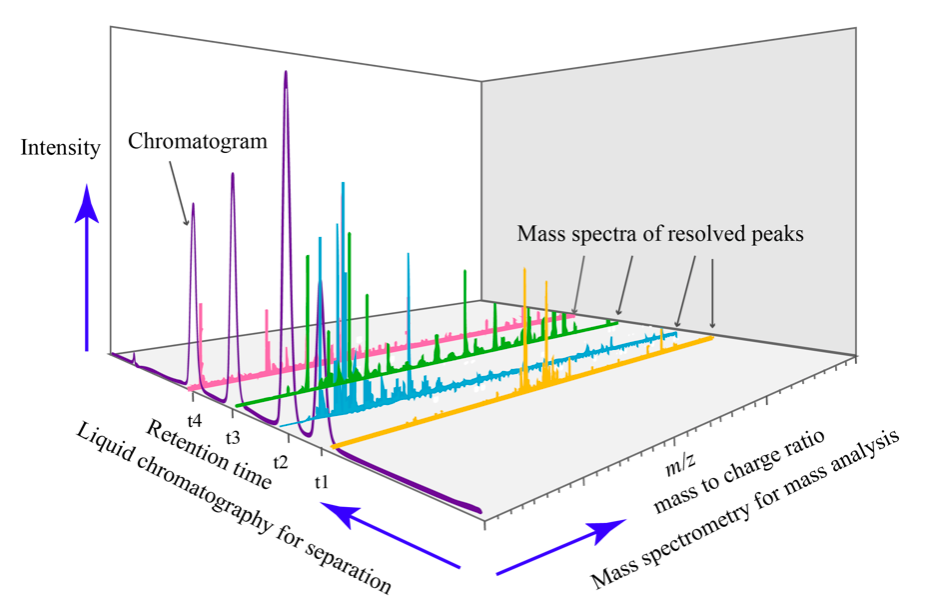 Intensity
Chromatogram
Mass spectra of resolved peaks
t4
t3
t2
t1
Retention time
Liquid chromatography for separation
m/z
mass to charge ratio
Mass spectrometry for mass analysis